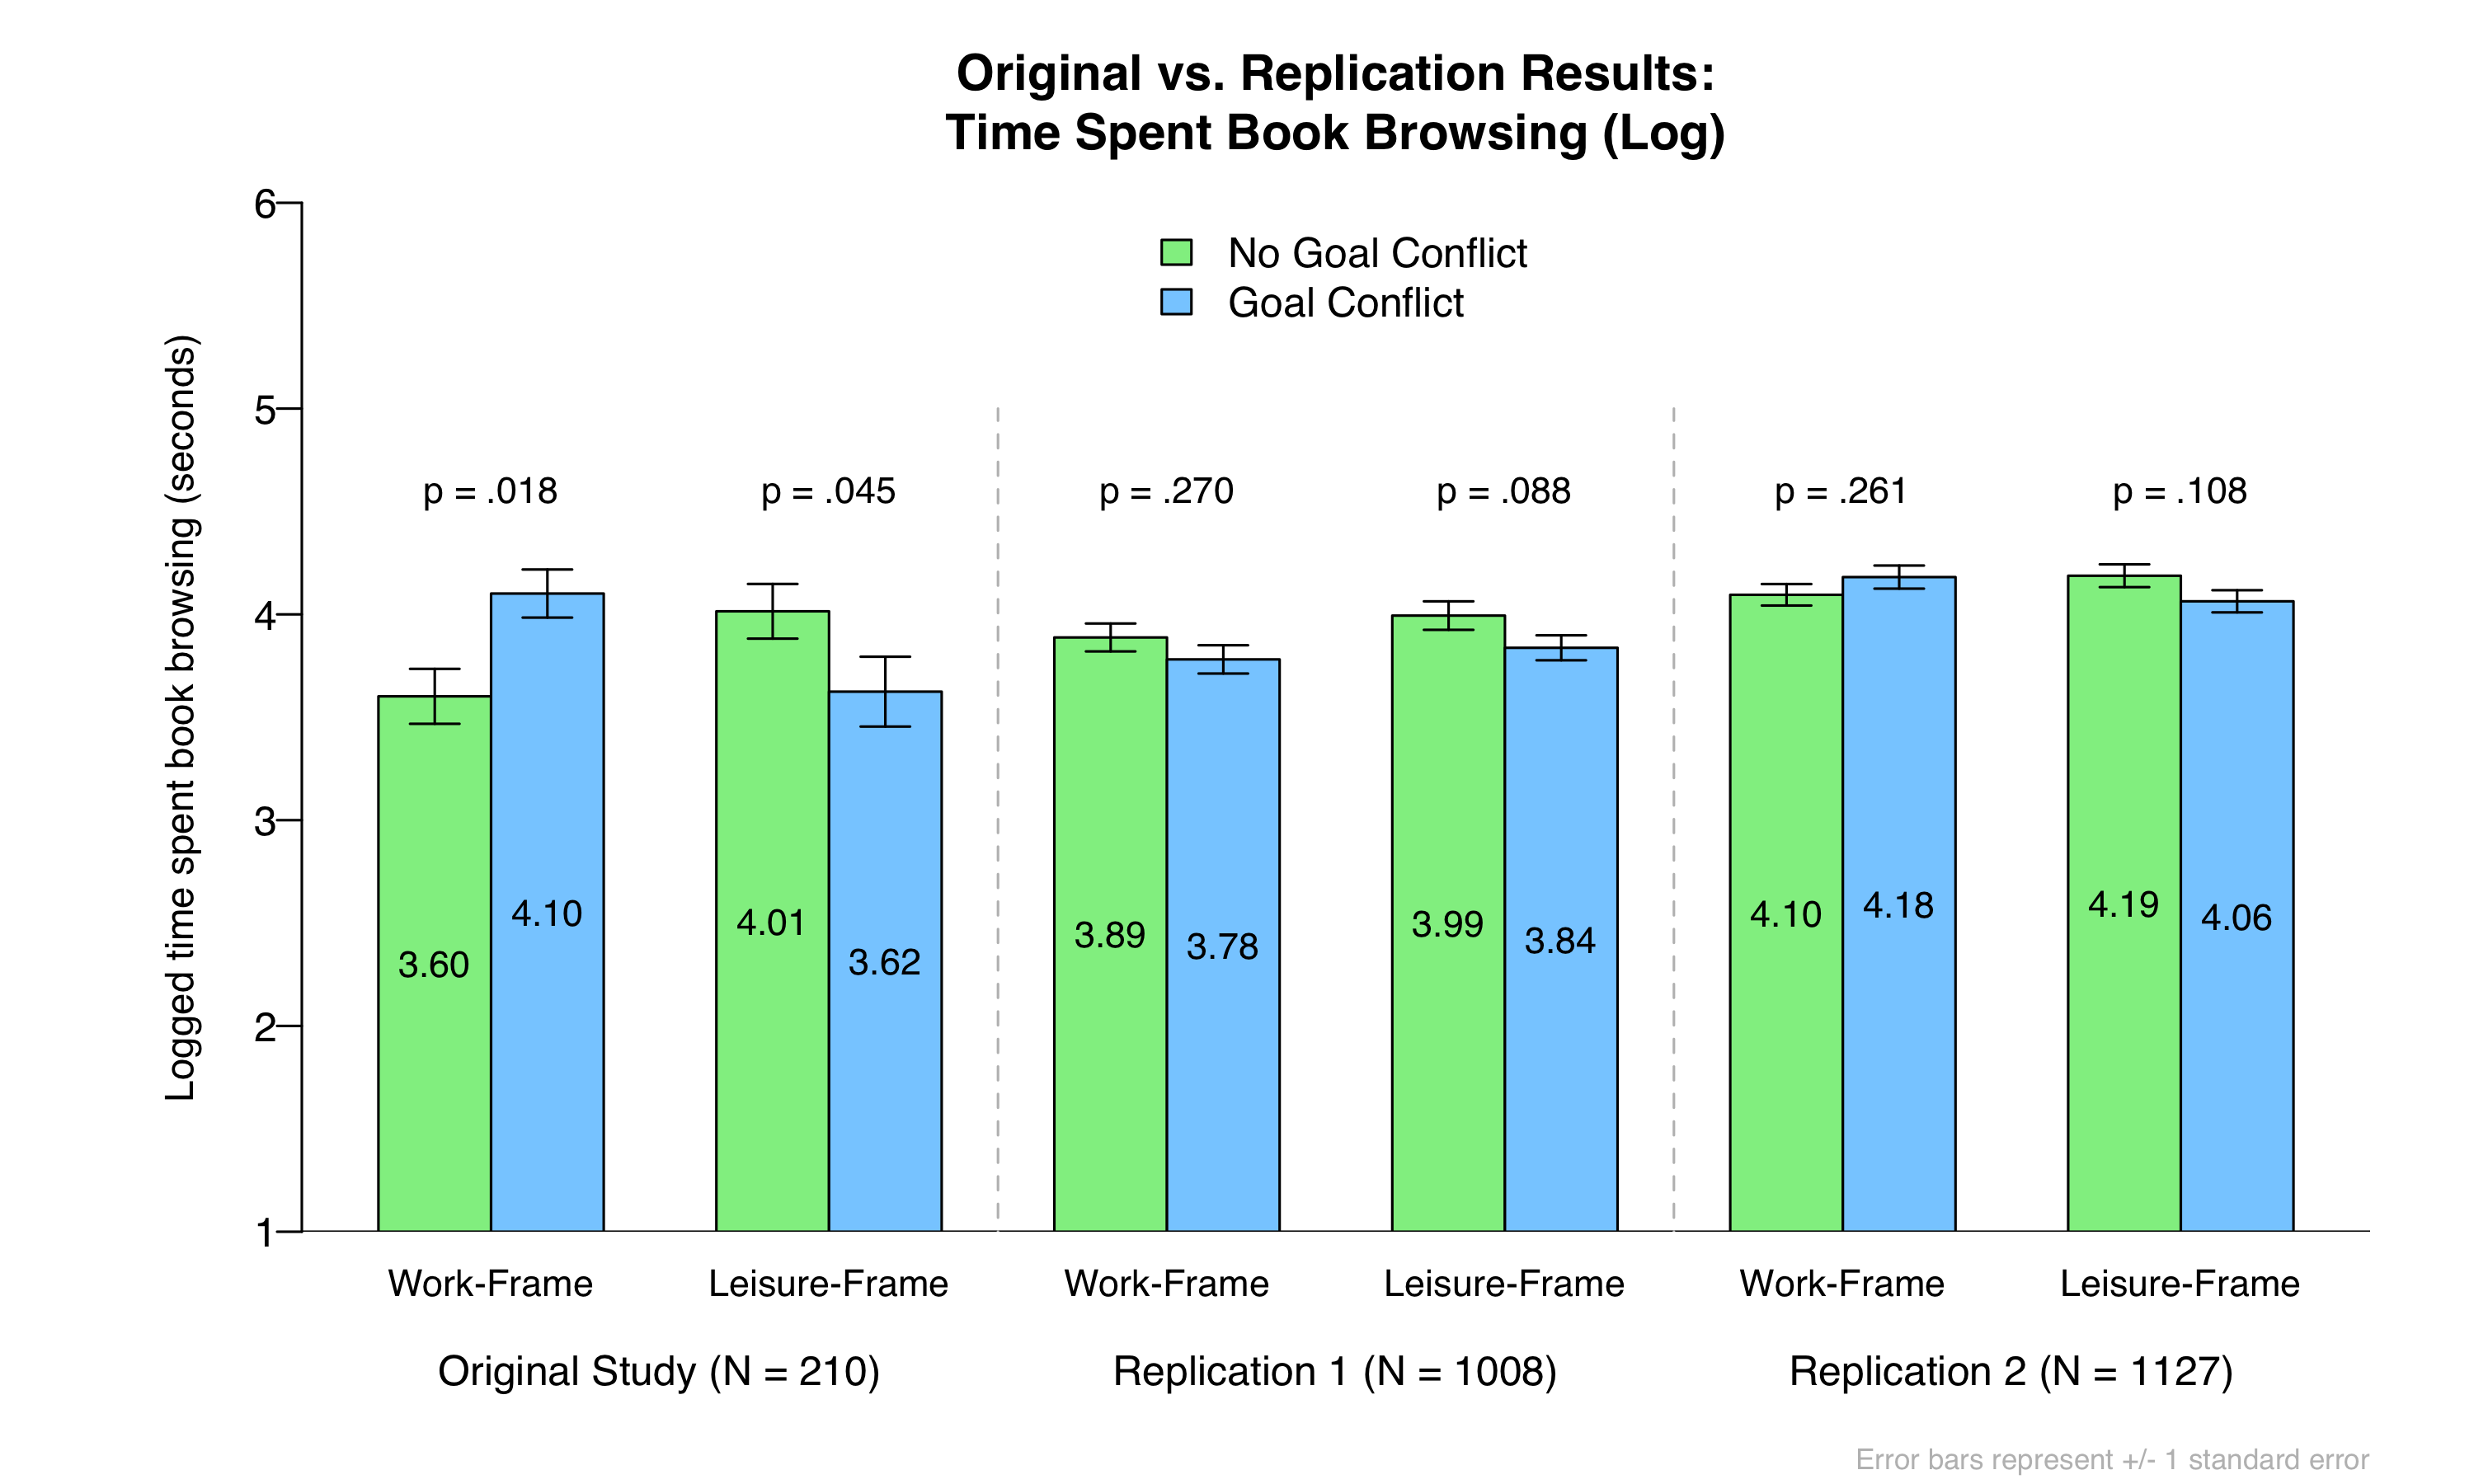 Original vs. Replication Results:
Time Spent Book Browsing (Log)
No Goal Conflict
Goal Conflict
Logged time spent book browsing (seconds)
6
5
4
3
2
1
p = .018
p = .045
p = .270
p = .088
p = .261
p = .108
3.60
4.10
4.01
3.62
3.89
3.78
3.99
3.84
4.10
4.18
4.19
4.06
Work-Frame
Leisure-Frame
Work-Frame
Leisure-Frame
Work-Frame
Leisure-Frame
Original Study (N = 210)
Replication 1 (N = 1008)
Replication 2 (N = 1127)
Error bars represent +/- 1 standard error